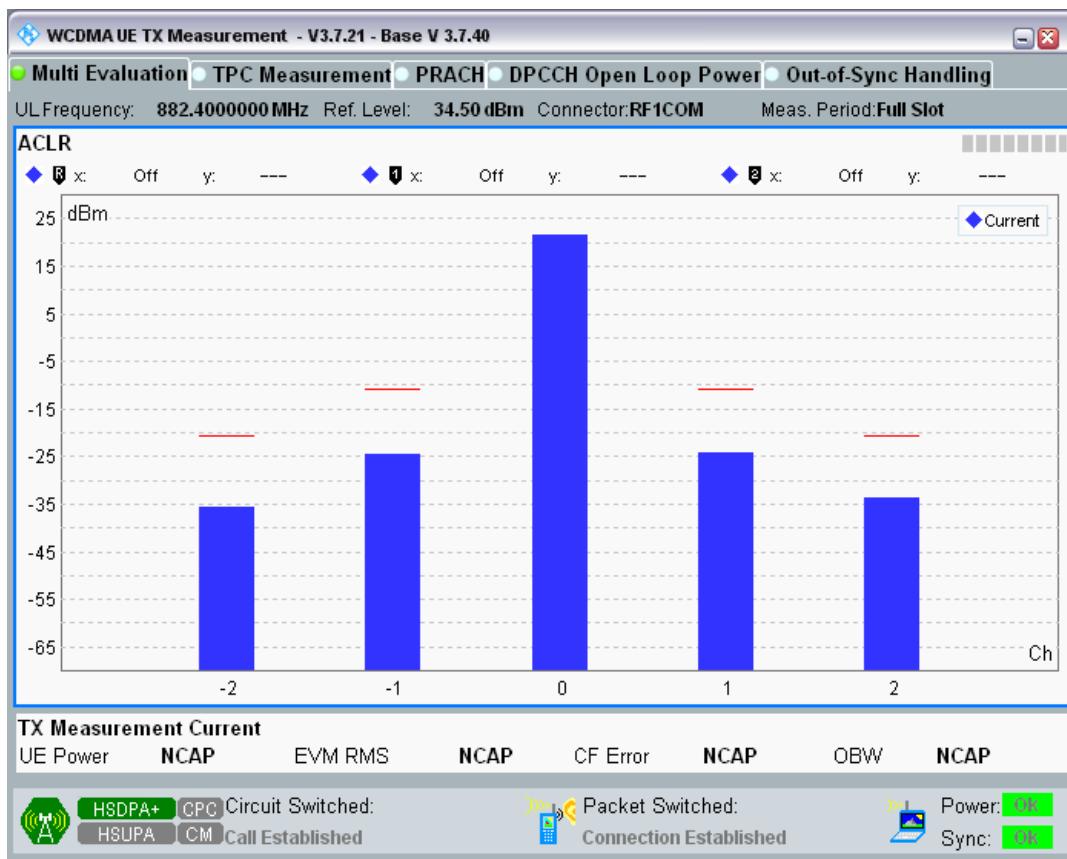 WCDMA UE TX Measurement - V3.7.21 - Base V 3.7.40
Multi Evaluation TPC Measurement PRACH DPCCH Open Loop Power Out-of-Sync Handling
UL Frequency: 882.4000000 MHz Ref. Level: 34.50 dBm Connector:RF1COM Meas. Period:Full Slot
ACLR
R x: Off y: --- 1 x: Off y: --- 2 x: Off y: ---
dBm
Current
25
15
5
-5
-15
-25
-35
-45
-55
-65
Ch
-2 -1 0 1 2
TX Measurement Current
UE Power NCAP EVM RMS NCAP CF Error NCAP OBW NCAP
HSDPA+ CPC Circuit Switched: Packet Switched: Power: OK
HSUPA CM Call Established Connection Established Sync: OK